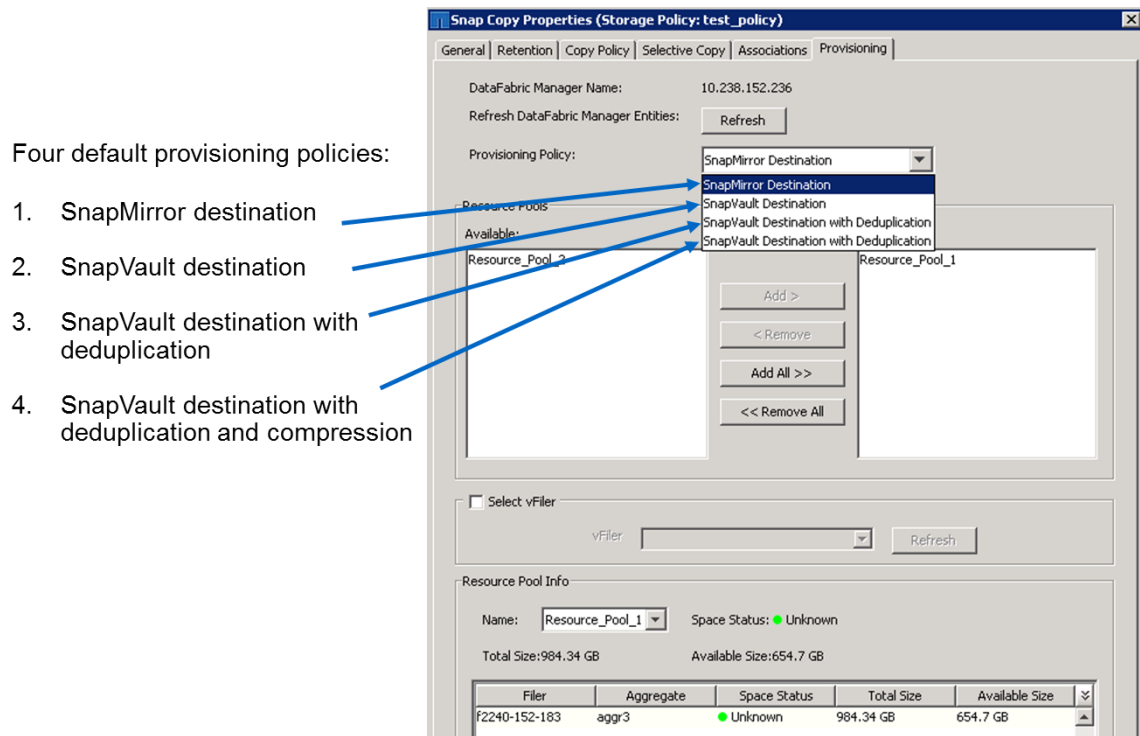 Snap Copy Properties (Storage Policy: test_policy)
General Retention Copy Policy Selective Copy Associations Provisioning
DataFabric Manager Name: 10.238.152.236
Refresh DataFabric Manager Entities: Refresh
Provisioning Policy: SnapMirror Destination
SnapMirror Destination
SnapVault Destination
SnapVault Destination with Deduplication
SnapVault Destination with Deduplication
Four default provisioning policies:
1. SnapMirror destination
2. SnapVault destination
3. SnapVault destination with
deduplication
4. SnapVault destination with
deduplication and compression
Resource Pools
Available:
Resource_Pool_2
Resource_Pool_1
Add >
< Remove
Add All >>
<< Remove All
Select vFiler
vFiler Refresh
Resource Pool Info
Name: Resource_Pool_1 Space Status: Unknown
Total Size:984.34 GB Available Size:654.7 GB
Filer Aggregate Space Status Total Size Available Size
f2240-152-183 aggr3 Unknown 984.34 GB 654.7 GB